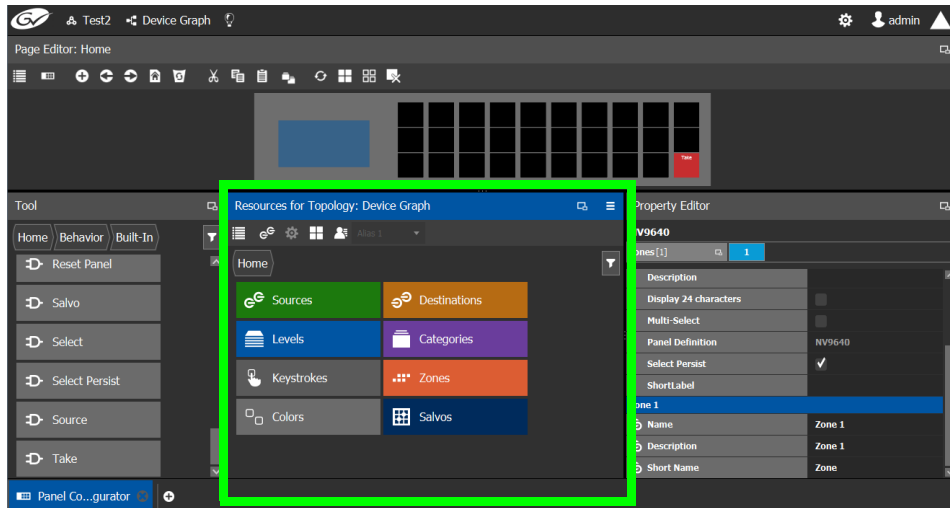 GV Test2 Device Graph admin
Page Editor: Home
Take
Tool
Home Behavior Built-In
Reset Panel
Salvo
Select
Select Persist
Source
Take
Resources for Topology: Device Graph
Alias 1
Home
Sources Destinations
Levels Categories
Keystrokes Zones
Colors Salvos
Property Editor
NV9640
ones[1] 1
Description
Display 24 characters
Multi-Select
Panel Definition NV9640
Select Persist
ShortLabel
one 1
Name Zone 1
Description Zone 1
Short Name Zone
Panel Co...gurator